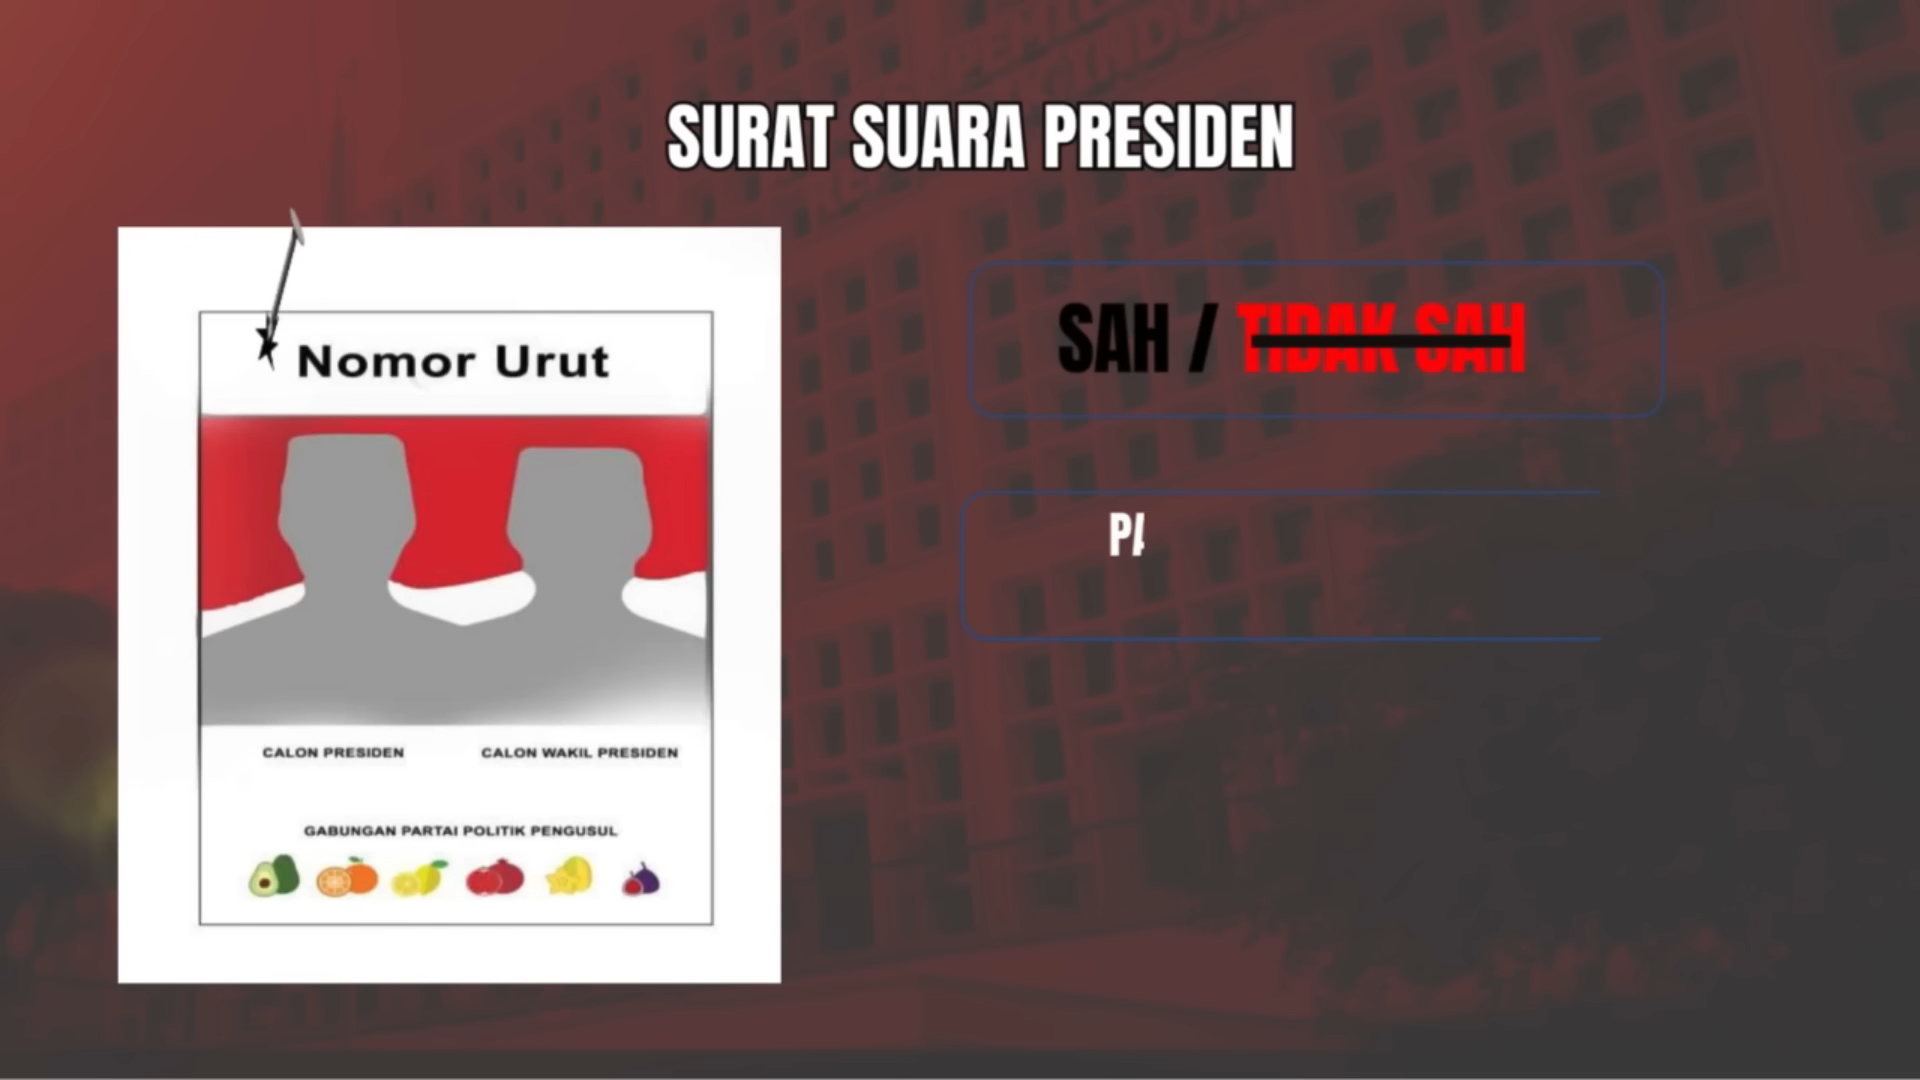 SURAT SUARA PRESIDEN
Nomor Urut
CALON PRESIDEN
CALON WAKIL PRESIDEN
GABUNGAN PARTAI POLITIK PENGUSUL
SAH / TIDAK SAH